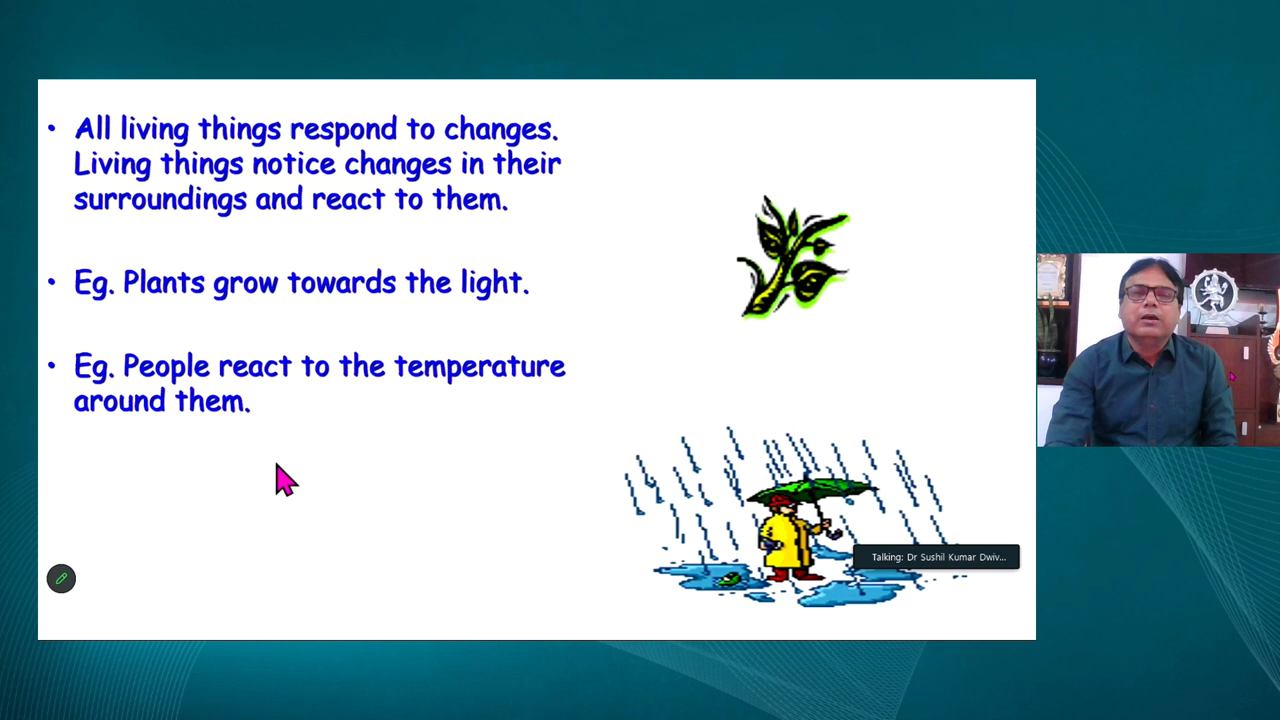 • All living things respond to changes.
Living things notice changes in their
surroundings and react to them.
• Eg. Plants grow towards the light.
• Eg. People react to the temperature
around them.
Talking: Dr Sushil Kumar Dwiv...